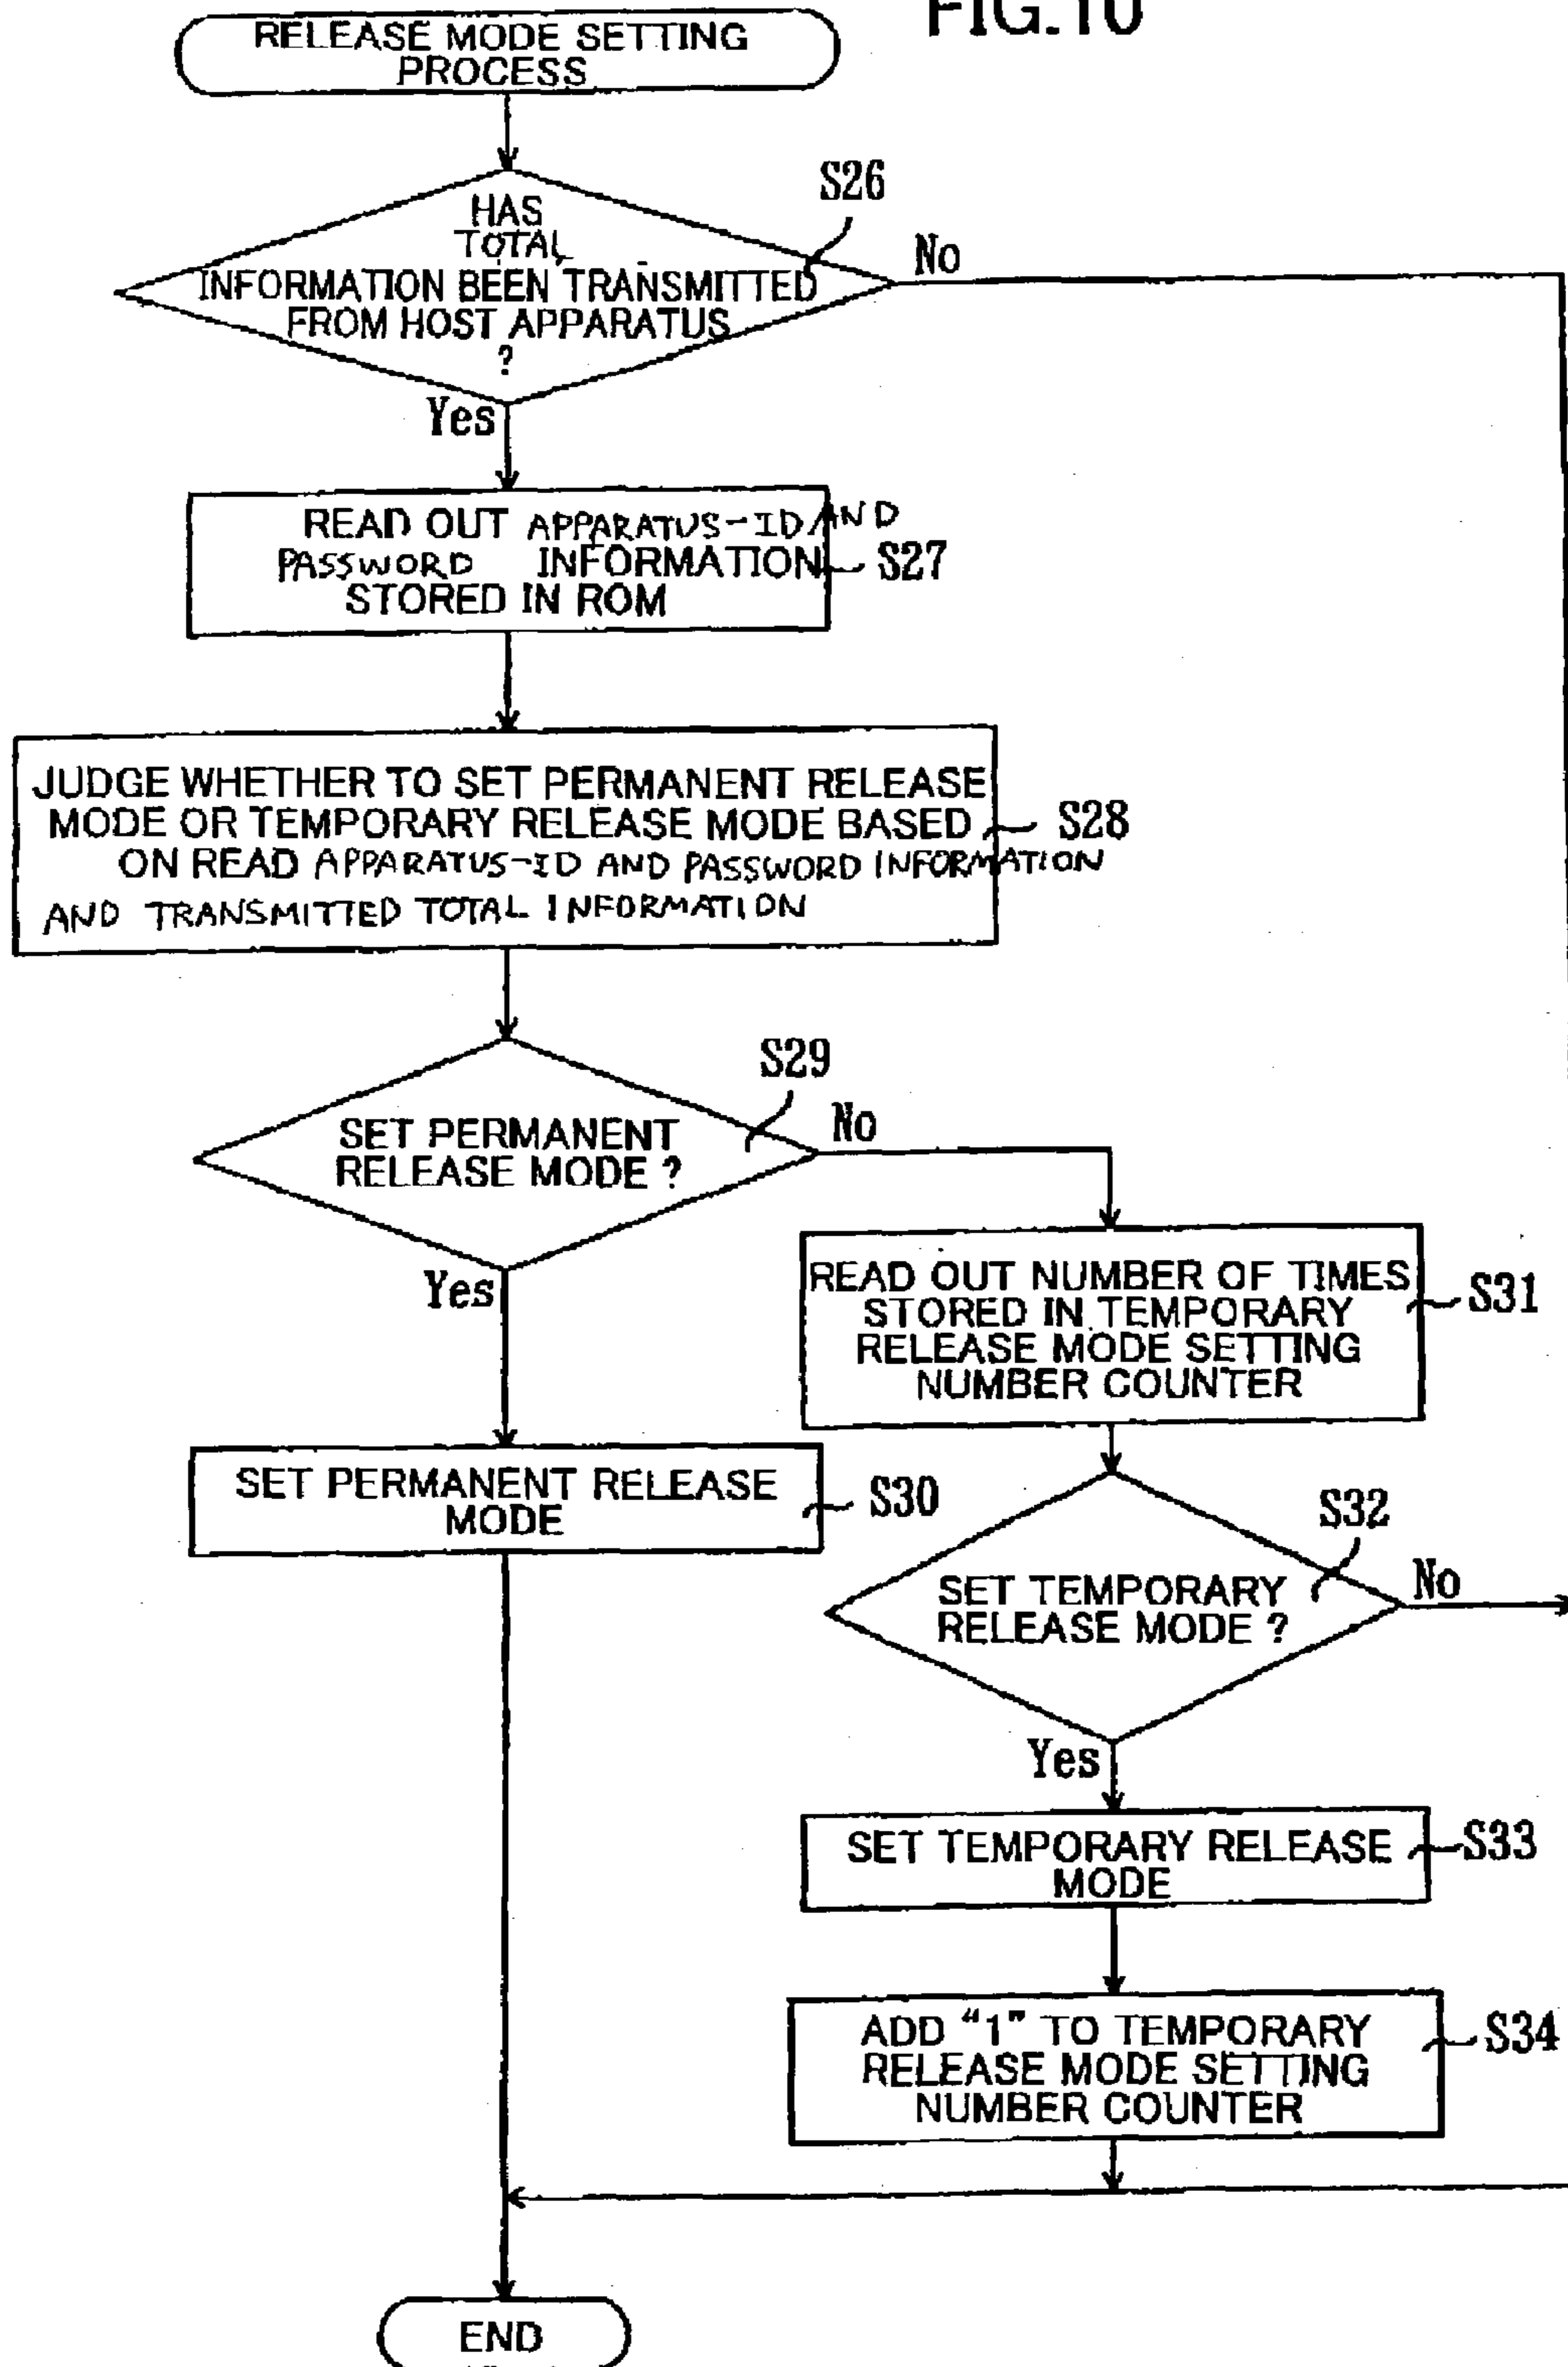 FIG.10
RELEASE MODE SETTING
PROCESS
S26
HAS
TOTAL
INFORMATION BEEN TRANSMITTED
FROM HOST APPARATUS
?
No
Yes
READ OUT APPARATUS-ID AND
PASSWORD INFORMATION
STORED IN ROM
S27
JUDGE WHETHER TO SET PERMANENT RELEASE
MODE OR TEMPORARY RELEASE MODE BASED
ON READ APPARATUS-ID AND PASSWORD INFORMATION
AND TRANSMITTED TOTAL INFORMATION
S28
S29
SET PERMANENT
RELEASE MODE ?
No
Yes
READ OUT NUMBER OF TIMES
STORED IN TEMPORARY
RELEASE MODE SETTING
NUMBER COUNTER
S31
SET PERMANENT RELEASE
MODE
S30
S32
SET TEMPORARY
RELEASE MODE ?
No
Yes
SET TEMPORARY RELEASE
MODE
S33
ADD “1” TO TEMPORARY
RELEASE MODE SETTING
NUMBER COUNTER
S34
END